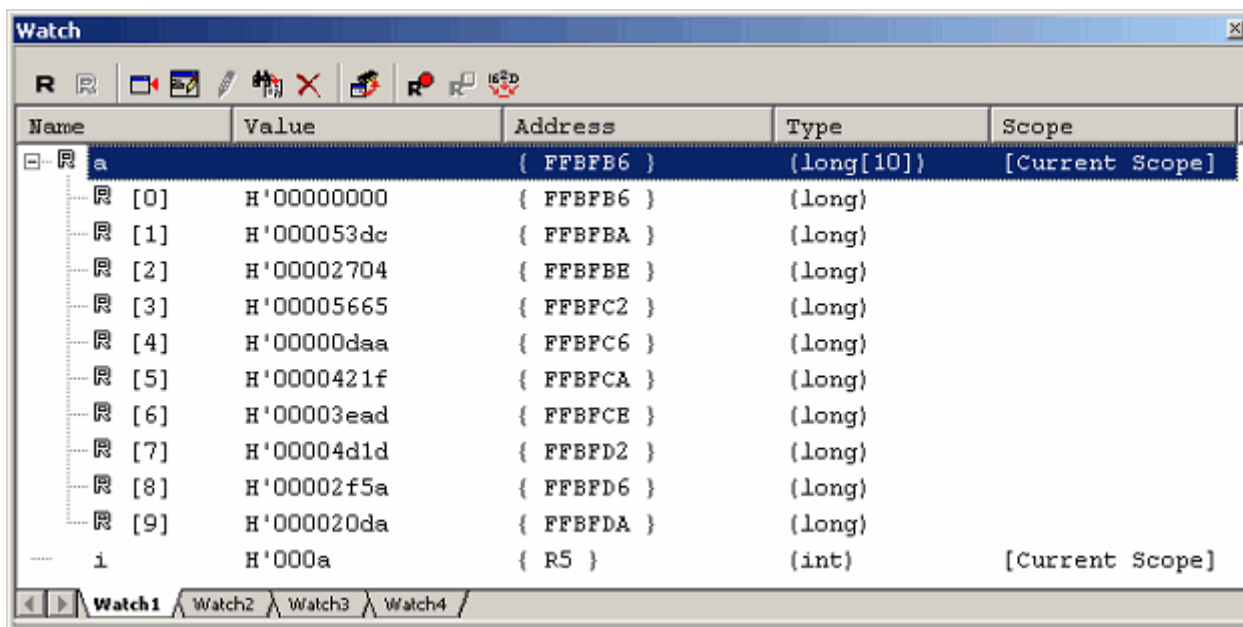 Watch
Name Value Address Type Scope
R a { FFBFB6 } (long[10]) [Current Scope]
R [0] H'00000000 { FFBFB6 } (long)
R [1] H'000053dc { FFBFBA } (long)
R [2] H'00002704 { FFBFBE } (long)
R [3] H'00005665 { FFBFC2 } (long)
R [4] H'00000daa { FFBFC6 } (long)
R [5] H'0000421f { FFBFCA } (long)
R [6] H'00003ead { FFBFCE } (long)
R [7] H'00004d1d { FFBFD2 } (long)
R [8] H'00002f5a { FFBFD6 } (long)
R [9] H'000020da { FFBFDA } (long)
i H'000a { R5 } (int) [Current Scope]
Watch1 Watch2 Watch3 Watch4